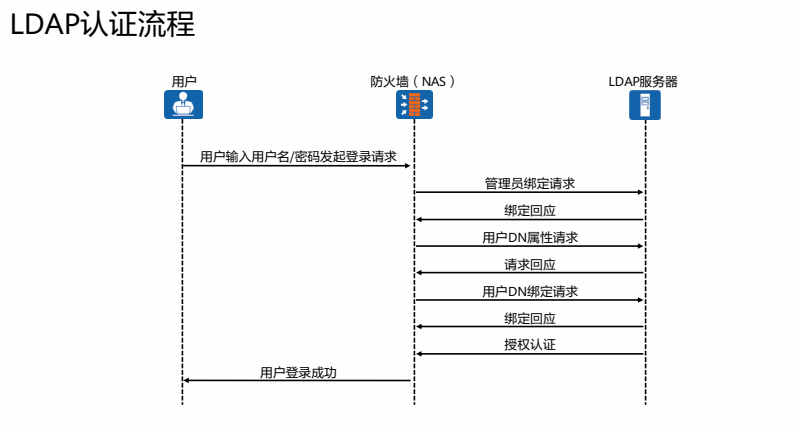 LDAP认证流程
用户
防火墙（NAS）
LDAP服务器
用户输入用户名/密码发起登录请求
管理员绑定请求
绑定回应
用户DN属性请求
请求回应
用户DN绑定请求
绑定回应
授权认证
用户登录成功